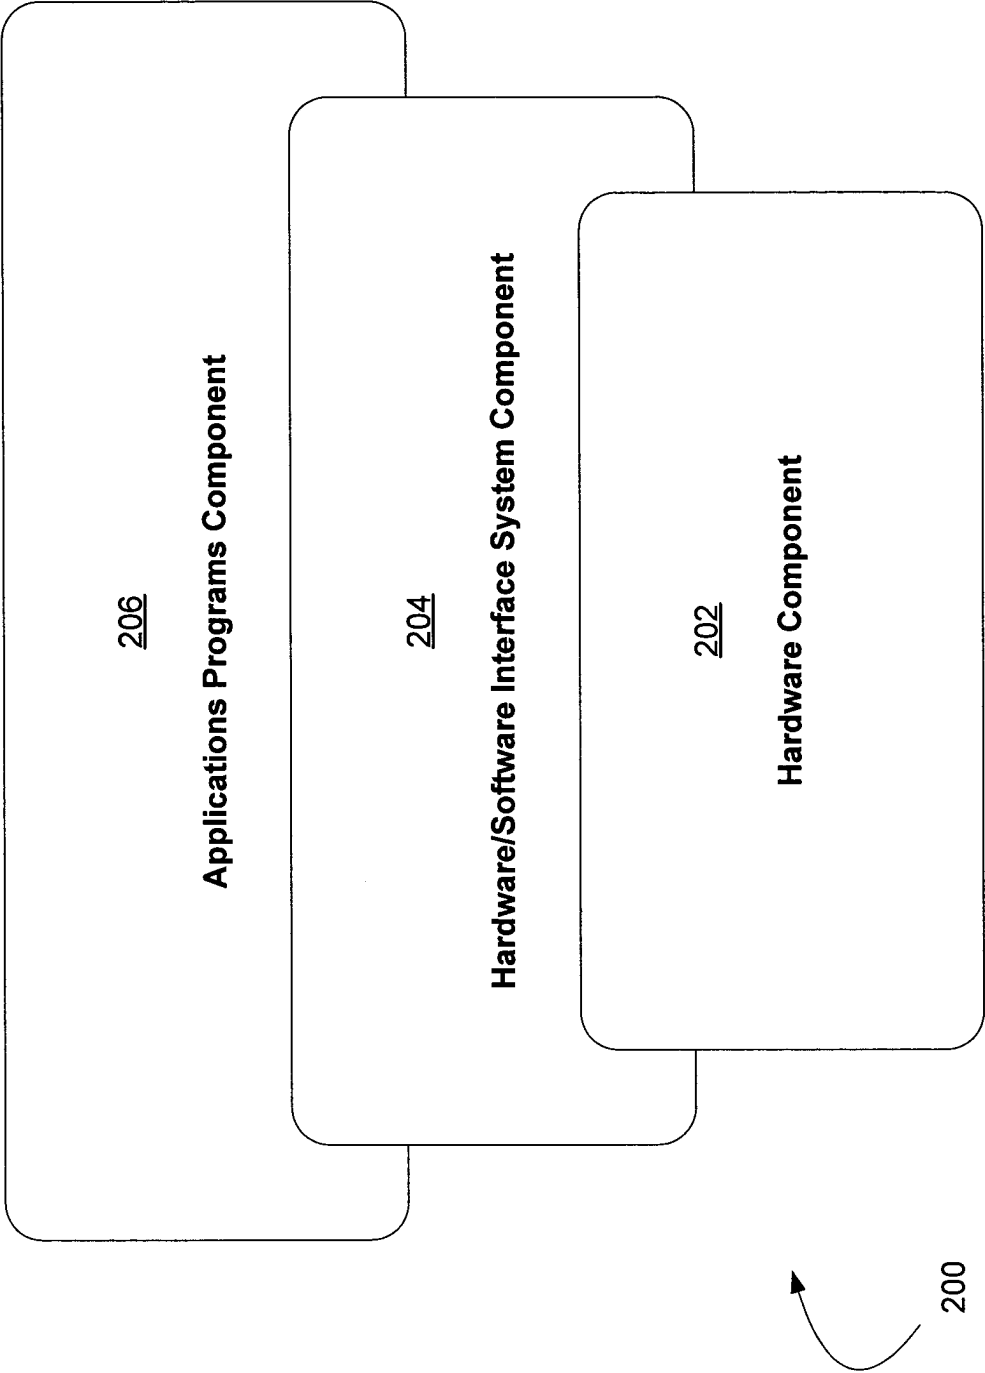 206
Applications Programs Component
204
Hardware/Software Interface System Component
202
Hardware Component
200